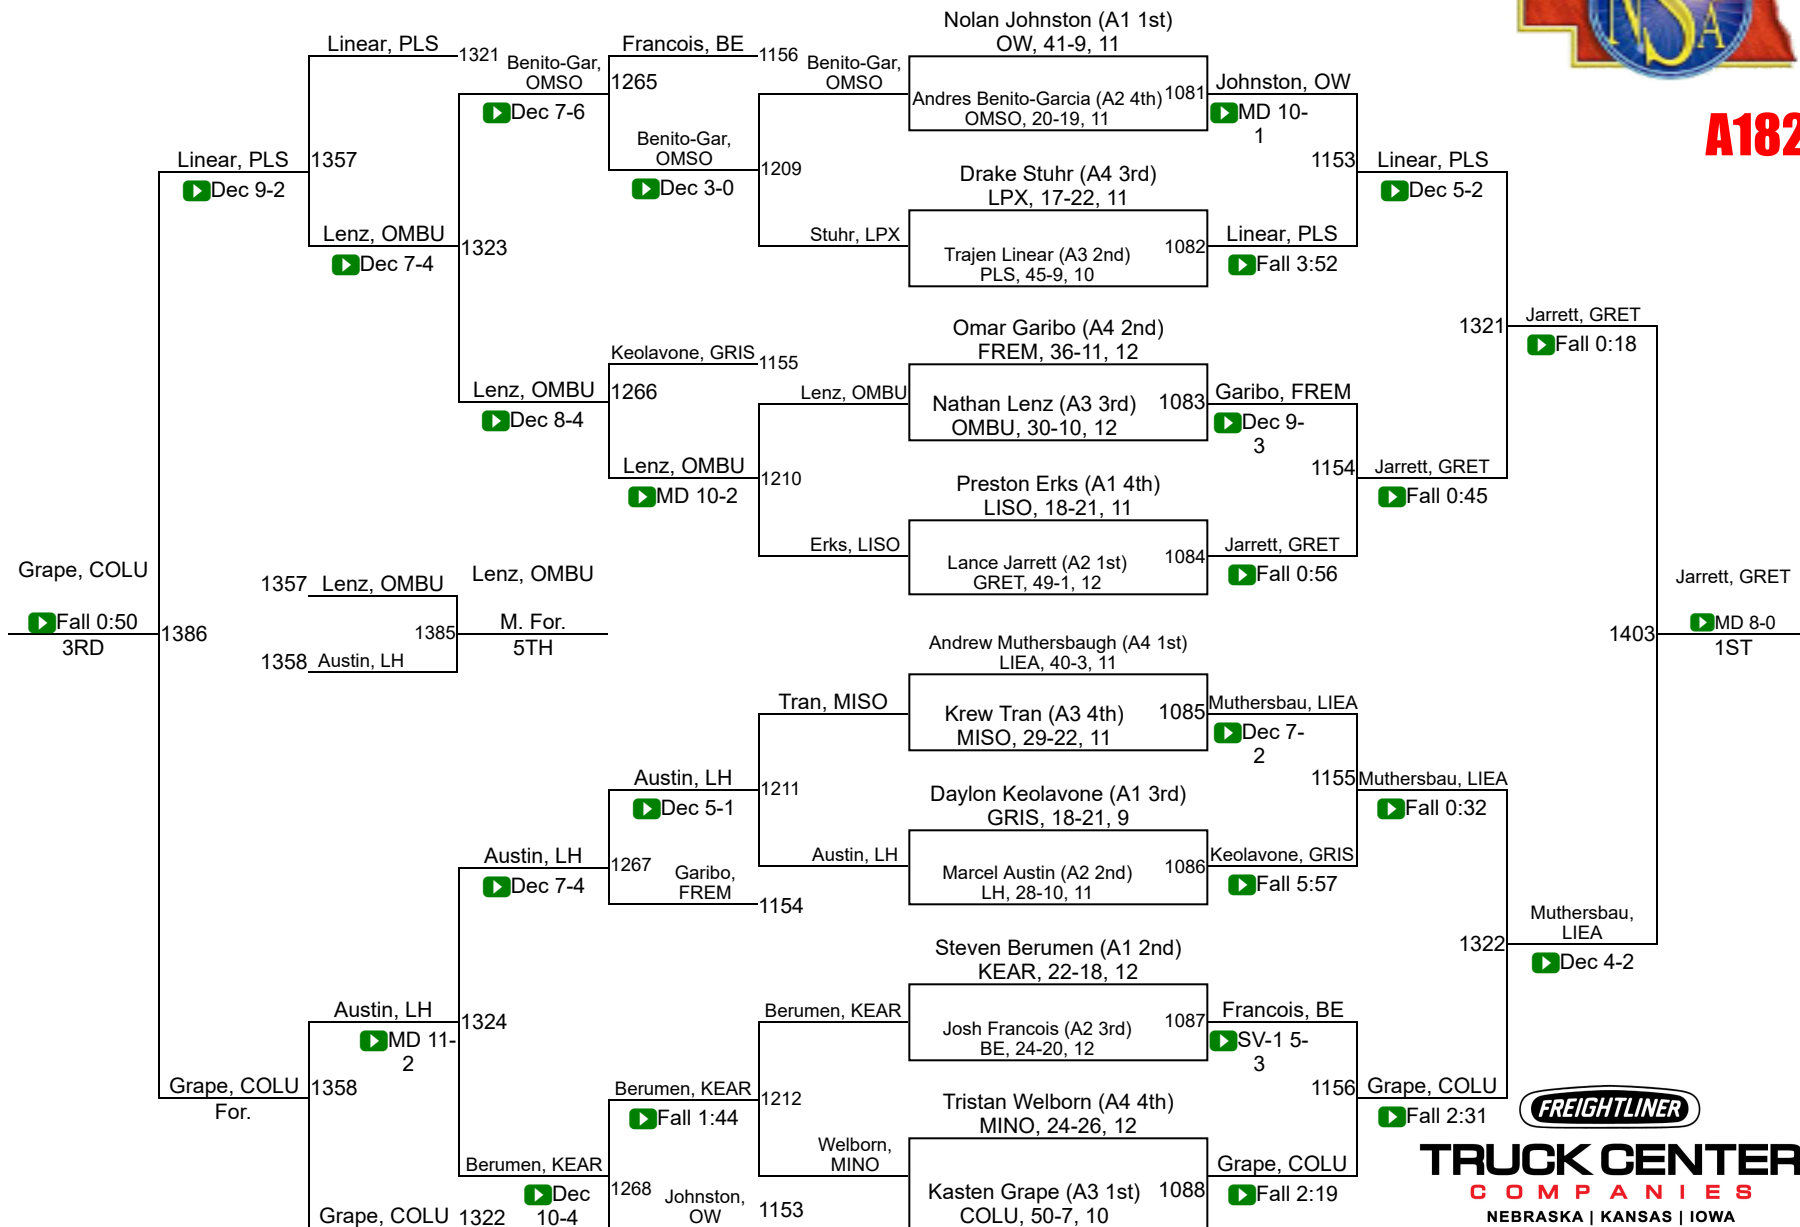 NSA
A182
Nolan Johnston (A1 1st)
OW, 41-9, 11
Andres Benito-Garcia (A2 4th)
OMSO, 20-19, 11
1081
Drake Stuhr (A4 3rd)
LPX, 17-22, 11
Trajen Linear (A3 2nd)
PLS, 45-9, 10
1082
Omar Garibo (A4 2nd)
FREM, 36-11, 12
Nathan Lenz (A3 3rd)
OMBU, 30-10, 12
1083
Preston Erks (A1 4th)
LISO, 18-21, 11
Lance Jarrett (A2 1st)
GRET, 49-1, 12
1084
Andrew Muthersbaugh (A4 1st)
LIEA, 40-3, 11
Krew Tran (A3 4th)
MISO, 29-22, 11
1085
Daylon Keolavone (A1 3rd)
GRIS, 18-21, 9
Marcel Austin (A2 2nd)
LH, 28-10, 11
1086
Steven Berumen (A1 2nd)
KEAR, 22-18, 12
Josh Francois (A2 3rd)
BE, 24-20, 12
1087
Tristan Welborn (A4 4th)
MINO, 24-26, 12
Kasten Grape (A3 1st)
COLU, 50-7, 10
1088
Johnston, OW
MD 10-
1
1153
Linear, PLS
Fall 3:52
Garibo, FREM
Dec 9-
3
1154
Jarrett, GRET
Fall 0:56
Muthersbau, LIEA
Dec 7-
2
1155
Keolavone, GRIS
Fall 5:57
Francois, BE
SV-1 5-
3
1156
Grape, COLU
Fall 2:19
Linear, PLS
Dec 5-2
1321
Jarrett, GRET
Fall 0:45
Muthersbau, LIEA
Fall 0:32
1322
Grape, COLU
Fall 2:31
Jarrett, GRET
Fall 0:18
1403
Muthersbau,
LIEA
Dec 4-2
Jarrett, GRET
MD 8-0
1ST
Benito-Gar,
OMSO
1209
Stuhr, LPX
Lenz, OMBU
1210
Erks, LISO
Tran, MISO
1211
Austin, LH
Berumen, KEAR
1212
Welborn,
MINO
Francois, BE
1156
1265
Benito-Gar,
OMSO
Dec 3-0
Keolavone, GRIS
1155
1266
Lenz, OMBU
MD 10-2
Austin, LH
Dec 5-1
1267
Garibo,
FREM
1154
Berumen, KEAR
Fall 1:44
1268
Johnston,
OW
1153
Benito-Gar,
OMSO
Dec 7-6
1323
Lenz, OMBU
Dec 8-4
Austin, LH
Dec 7-4
1324
Berumen, KEAR
Dec
10-4
Linear, PLS
1321
1357
Lenz, OMBU
Dec 7-4
Austin, LH
MD 11-
2
1358
Grape, COLU
1322
Linear, PLS
Dec 9-2
1386
Grape, COLU
For.
Grape, COLU
Fall 0:50
3RD
1357
Lenz, OMBU
1385
1358
Austin, LH
Lenz, OMBU
M. For.
5TH
FREIGHTLINER
TRUCK CENTER
COMPANIES
NEBRASKA | KANSAS | IOWA